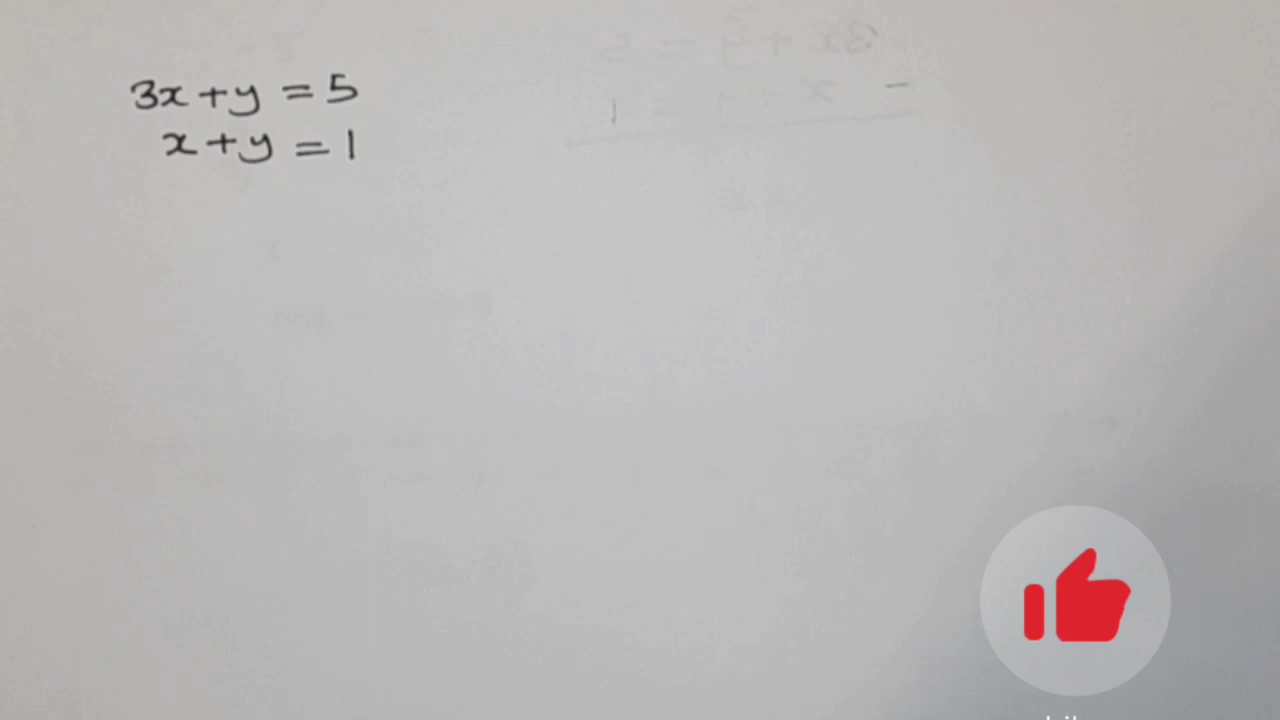 3x + y = 5
x + y = 1